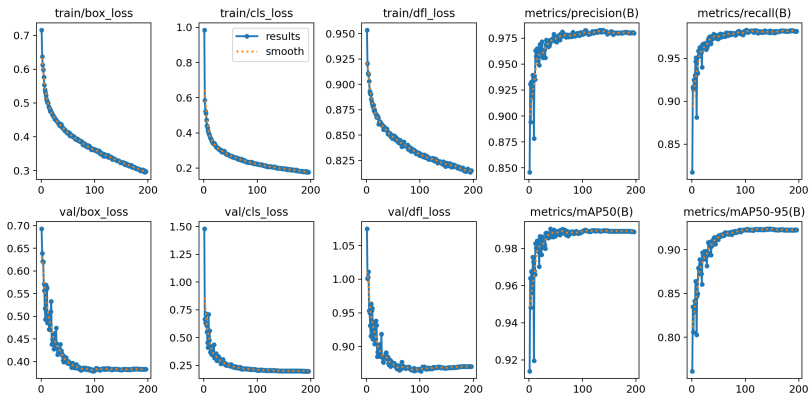 train/box_loss
train/cls_loss
train/dfl_loss
metrics/precision(B)
metrics/recall(B)
0.7
0.6
0.5
0.4
0.3
0 100 200
1.0
0.8
0.6
0.4
0.2
0 100 200
results
smooth
0.950
0.925
0.900
0.875
0.850
0.825
0 100 200
0.975
0.950
0.925
0.900
0.875
0.850
0 100 200
0.95
0.90
0.85
0 100 200
val/box_loss
val/cls_loss
val/dfl_loss
metrics/mAP50(B)
metrics/mAP50-95(B)
0.70
0.65
0.60
0.55
0.50
0.45
0.40
0 100 200
1.50
1.25
1.00
0.75
0.50
0.25
0 100 200
1.05
1.00
0.95
0.90
0 100 200
0.98
0.96
0.94
0.92
0 100 200
0.90
0.85
0.80
0 100 200